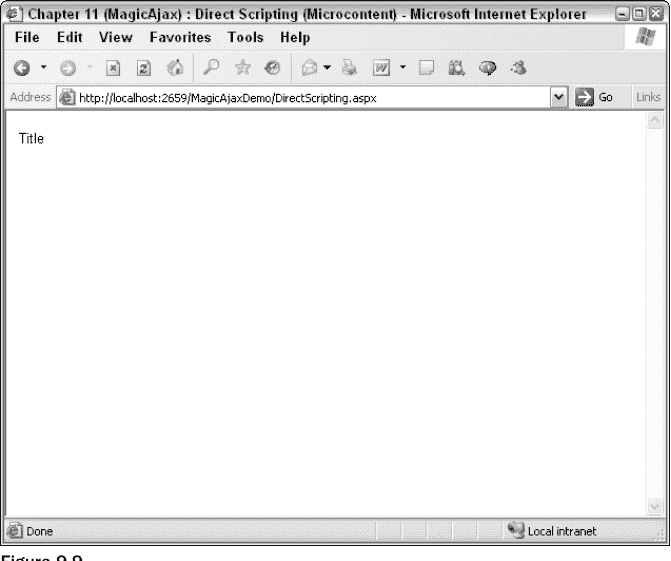 Chapter 11 (MagicAjax) : Direct Scripting (Microcontent) - Microsoft Internet Explorer
File Edit View Favorites Tools Help
Address http://localhost:2659/MagicAjaxDemo/DirectScripting.aspx Go Links
Title
Done Local intranet
Figure 9-9